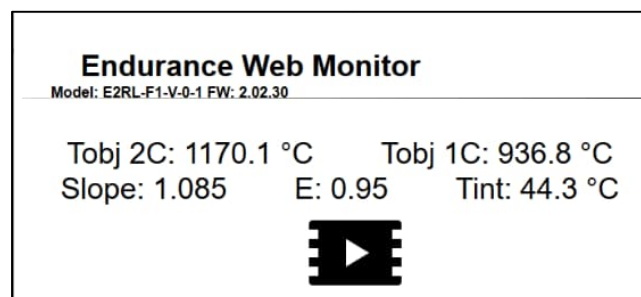 Endurance Web Monitor
Model: E2RL-F1-V-0-1 FW: 2.02.30
Tobj 2C: 1170.1 °C Tobj 1C: 936.8 °C
Slope: 1.085 E: 0.95 Tint: 44.3 °C